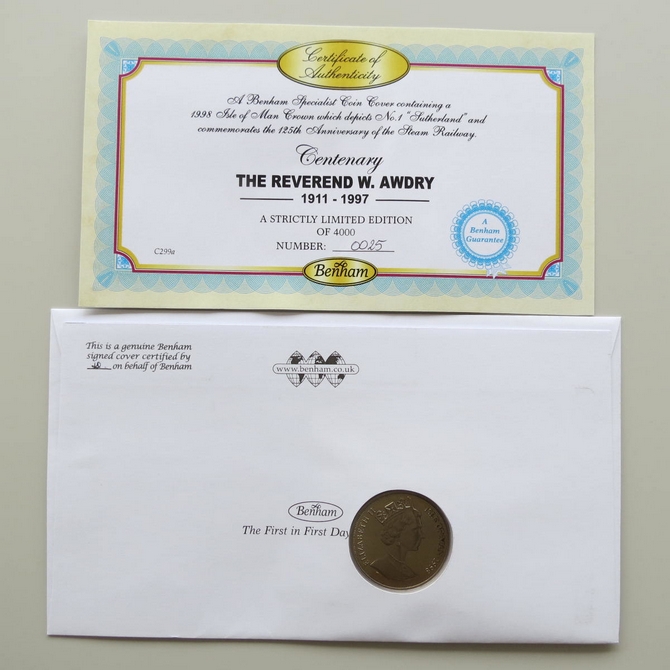 Certificate of
Authenticity
A Benham Specialist Coin Cover containing a
1998 Isle of Man Crown which depicts No.1 "Sutherland" and
commemorates the 125th Anniversary of the Steam Railway.
Centenary
THE REVEREND W. AWDRY
1911 - 1997
A STRICTLY LIMITED EDITION
OF 4000
NUMBER: 0025
A
Benham
Guarantee
C299a
Benham
This is a genuine Benham
signed cover certified by
on behalf of Benham
www.benham.co.uk
Benham
The First in First Day
ELIZABETH II